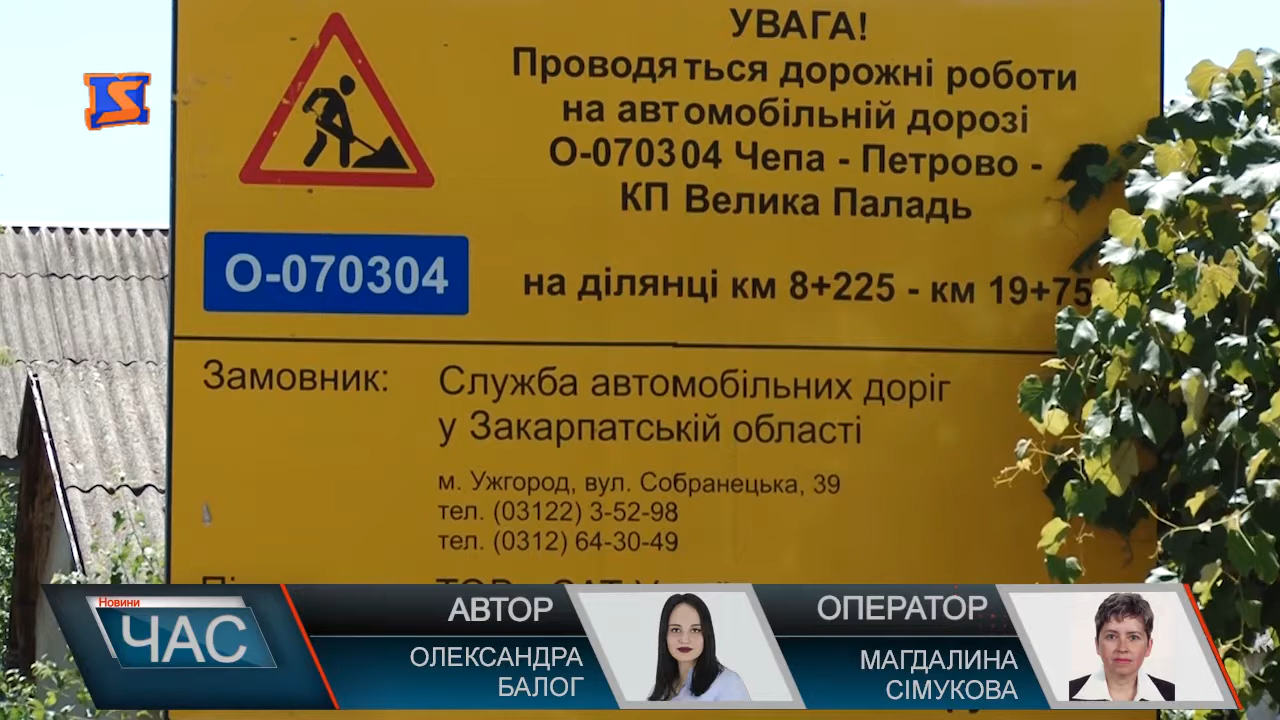 УВАГА!
Проводяться дорожні роботи
на автомобільній дорозі
О-070304 Чепа - Петрово -
КП Велика Паладь
О-070304
на ділянці км 8+225 - км 19+75
Замовник:
Служба автомобільних доріг
у Закарпатській області
м. Ужгород, вул. Собранецька, 39
тел. (03122) 3-52-98
тел. (0312) 64-30-49
Новини
ЧАС
АВТОР
ОЛЕКСАНДРА
БАЛОГ
ОПЕРАТОР
МАГДАЛИНА
СІМУКОВА